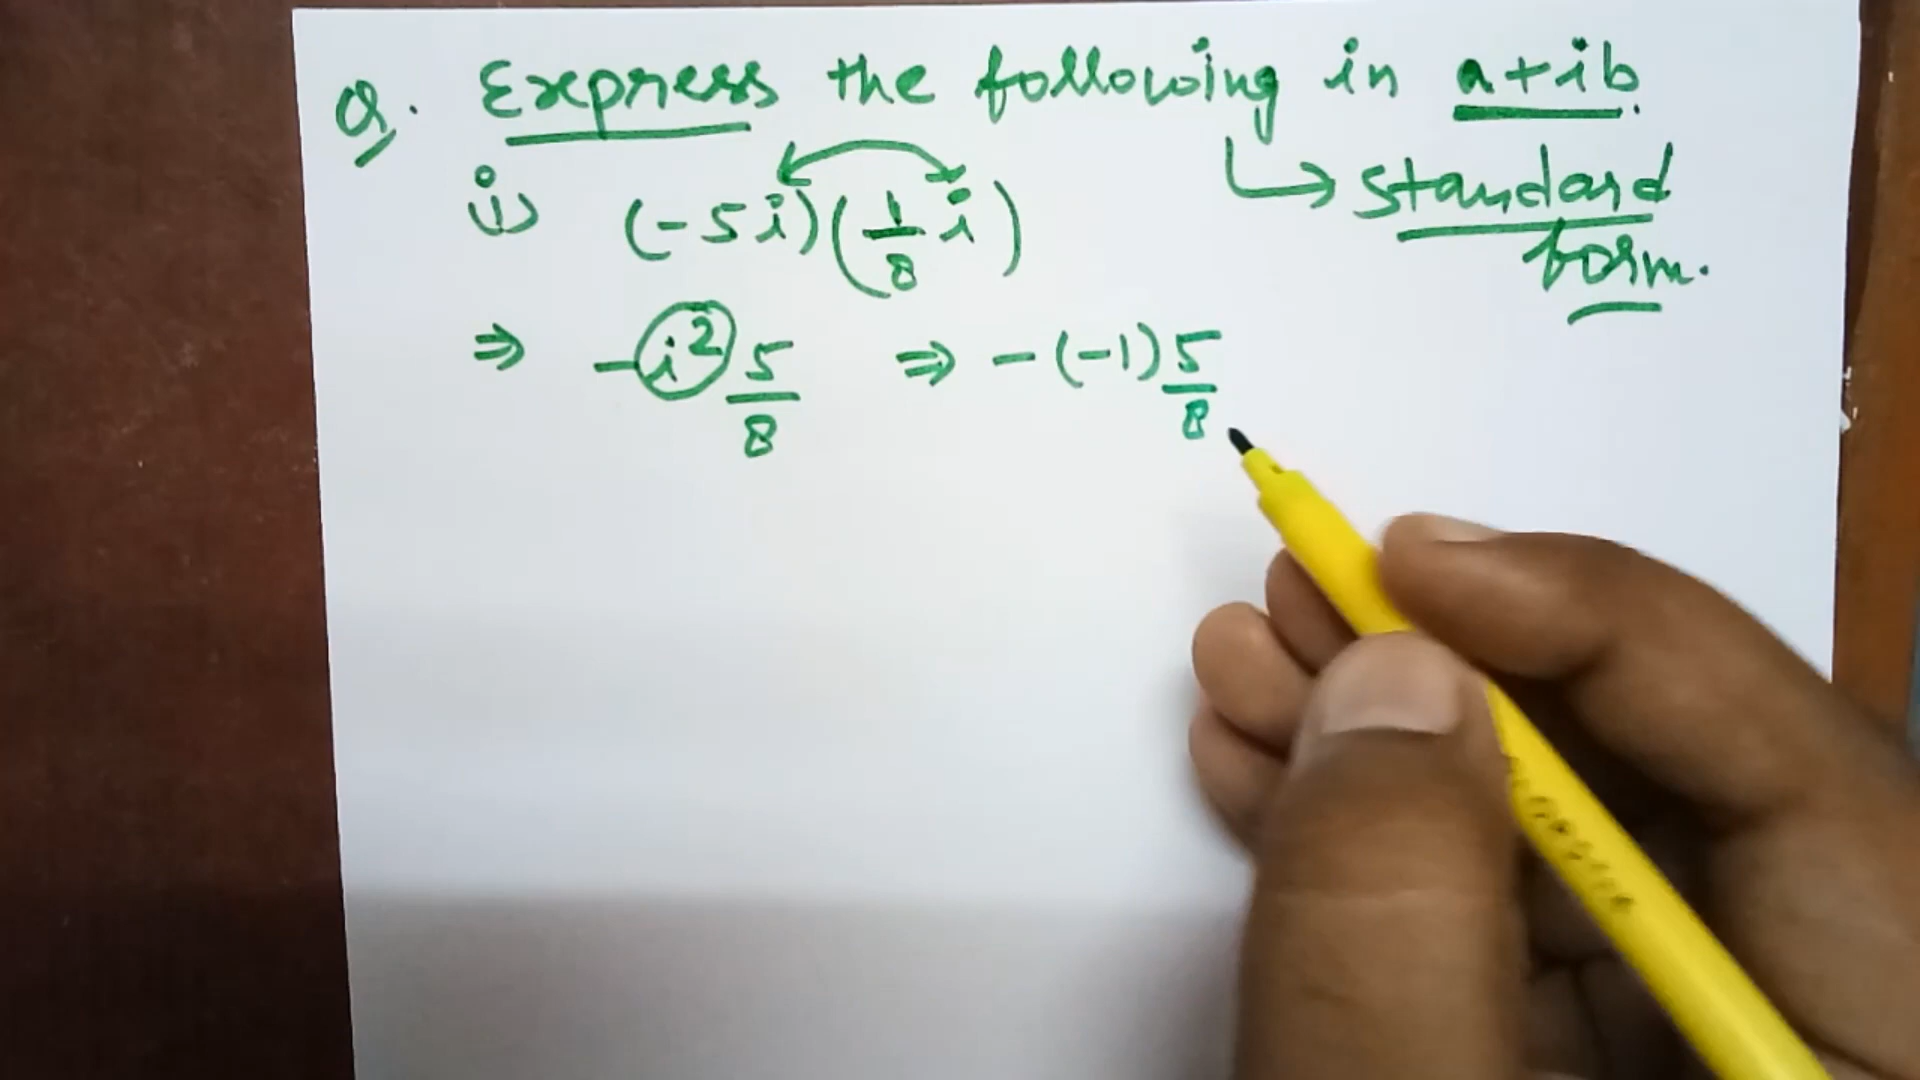 Q. Express the following in a+ib.
↳ standard form.
i) (-5i)(1/8 i)
⇒ -i² 5/8 ⇒ -(-1) 5/8